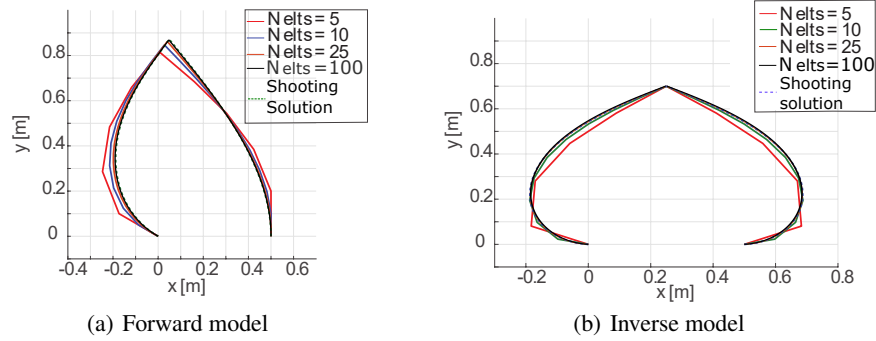 N elts = 5
N elts = 10
N elts = 25
N elts = 100
Shooting
Solution
0.8
0.6
0.4
0.2
0
y [m]
-0.4 -0.2 0 0.2 0.4 0.6
x [m]
(a) Forward model
N elts = 5
N elts = 10
N elts = 25
N elts = 100
Shooting
solution
0.8
0.6
0.4
0.2
0
y [m]
-0.2 0 0.2 0.4 0.6 0.8
x [m]
(b) Inverse model